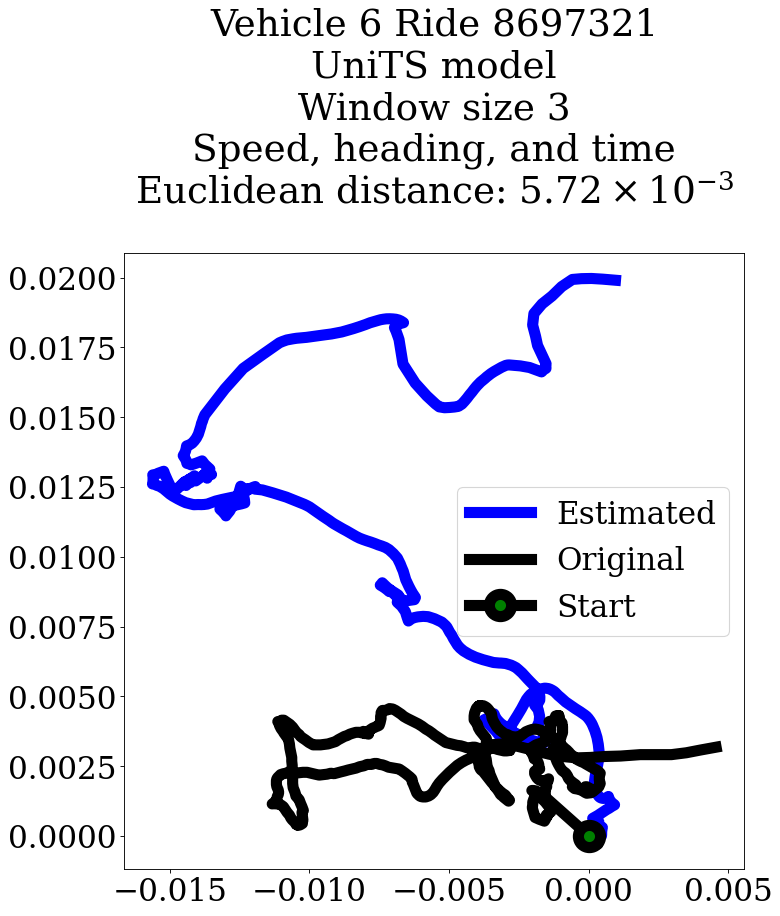 Vehicle 6 Ride 8697321
UniTS model
Window size 3
Speed, heading, and time
Euclidean distance: 5.72 × 10⁻³
0.0200
0.0175
0.0150
0.0125
0.0100
0.0075
0.0050
0.0025
0.0000
Estimated
Original
Start
−0.015 −0.010 −0.005 0.000 0.005